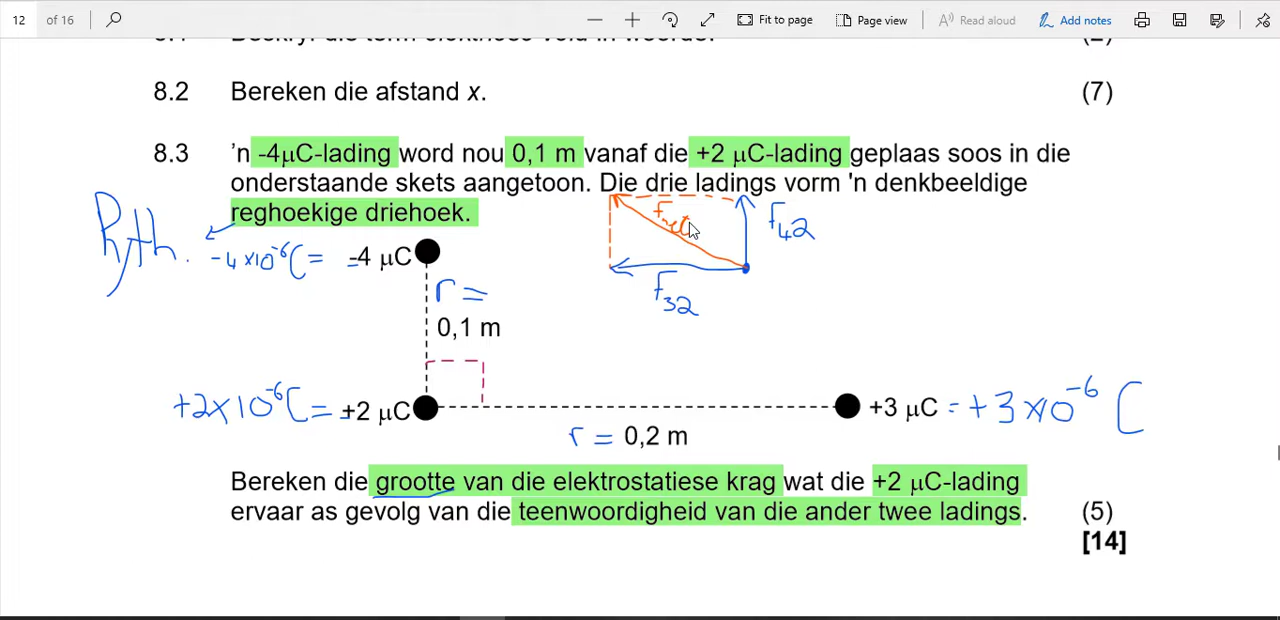 12 of 16 Fit to page Page view Read aloud Add notes
8.2 Bereken die afstand x. (7)
8.3 'n -4µC-lading word nou 0,1 m vanaf die +2 µC-lading geplaas soos in die
onderstaande skets aangetoon. Die drie ladings vorm 'n denkbeeldige
reghoekige driehoek.
Pyth.
Fnet
F42
-4 ×10⁻⁶C = -4 µC
F32
r =
0,1 m
+2×10⁻⁶C = +2 µC
+3 µC = +3×10⁻⁶ C
r = 0,2 m
Bereken die grootte van die elektrostatiese krag wat die +2 µC-lading
ervaar as gevolg van die teenwoordigheid van die ander twee ladings. (5)
[14]